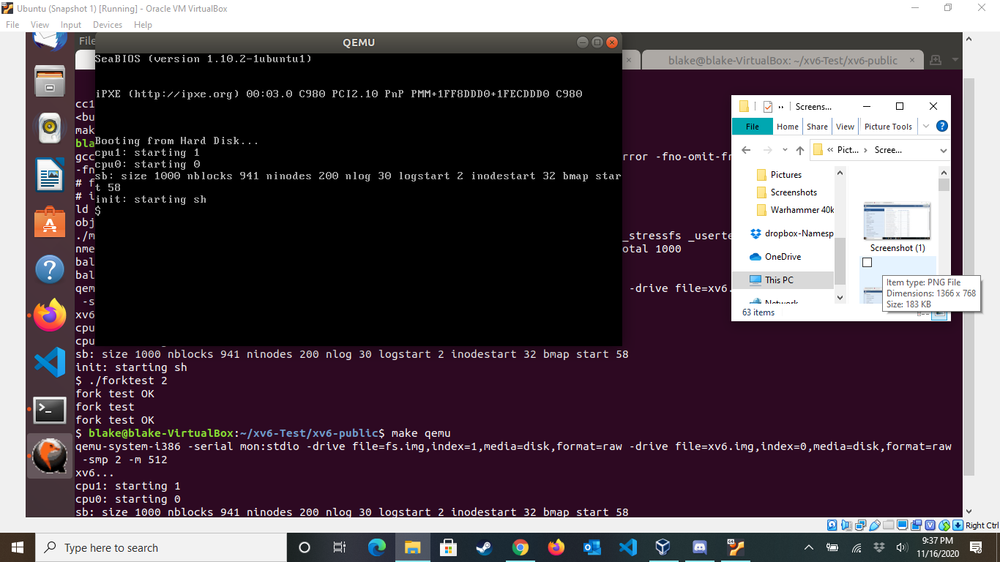 Ubuntu (Snapshot 1) [Running] - Oracle VM VirtualBox
File View Input Devices Help
File
QEMU
blake@blake-VirtualBox: ~/xv6-Test/xv6-public
SeaBIOS (version 1.10.2-1ubuntu1)
iPXE (http://ipxe.org) 00:03.0 C980 PCI2.10 PnP PMM+1FF8DDD0+1FECDDD0 C980
Booting from Hard Disk...
cpu1: starting 1
cpu0: starting 0
sb: size 1000 nblocks 941 ninodes 200 nlog 30 logstart 2 inodestart 32 bmap star
t 58
init: starting sh
$
cc1
<bu
mak
bla
gcc
rror -fno-omit-fr
-fn
# f
# i
ld
obj
./m
_stressfs _userte
nme
otal 1000
bal
bal
qem
-drive file=xv6.
-s
xv6
cpu
cpu
sb: size 1000 nblocks 941 ninodes 200 nlog 30 logstart 2 inodestart 32 bmap start 58
init: starting sh
$ ./forktest 2
fork test OK
fork test
fork test OK
$ blake@blake-VirtualBox:~/xv6-Test/xv6-public$ make qemu
qemu-system-i386 -serial mon:stdio -drive file=fs.img,index=1,media=disk,format=raw -drive file=xv6.img,index=0,media=disk,format=raw
-smp 2 -m 512
xv6...
cpu1: starting 1
cpu0: starting 0
sb: size 1000 nblocks 941 ninodes 200 nlog 30 logstart 2 inodestart 32 bmap start 58
Screens...
File Home Share View Picture Tools
« Pict... › Scree...
Pictures
Screenshots
Warhammer 40k
dropbox-Namesp
OneDrive
This PC
Network
Screenshot (1)
Item type: PNG File
Dimensions: 1366 x 768
Size: 183 KB
63 items
Right Ctrl
Type here to search
9:37 PM
11/16/2020